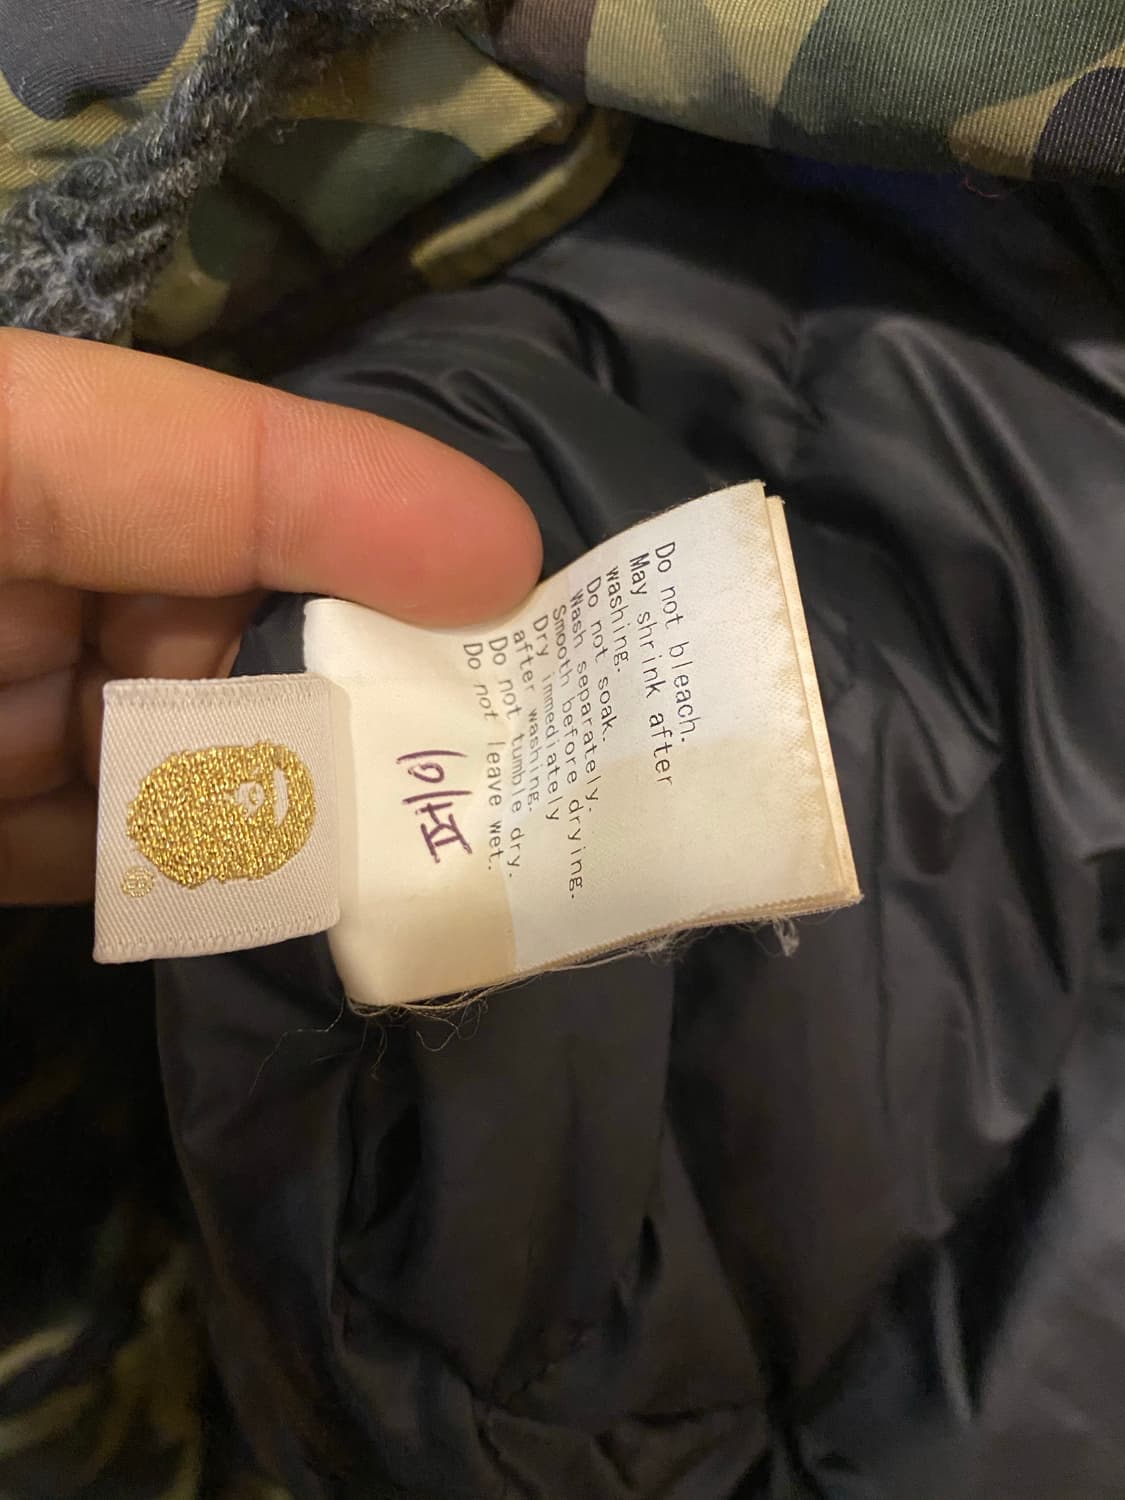 Do not bleach.
May shrink after
washing.
Do not soak.
Wash separately.
Smooth before drying.
Dry immediately
after washing.
Do not tumble dry.
Do not leave wet.